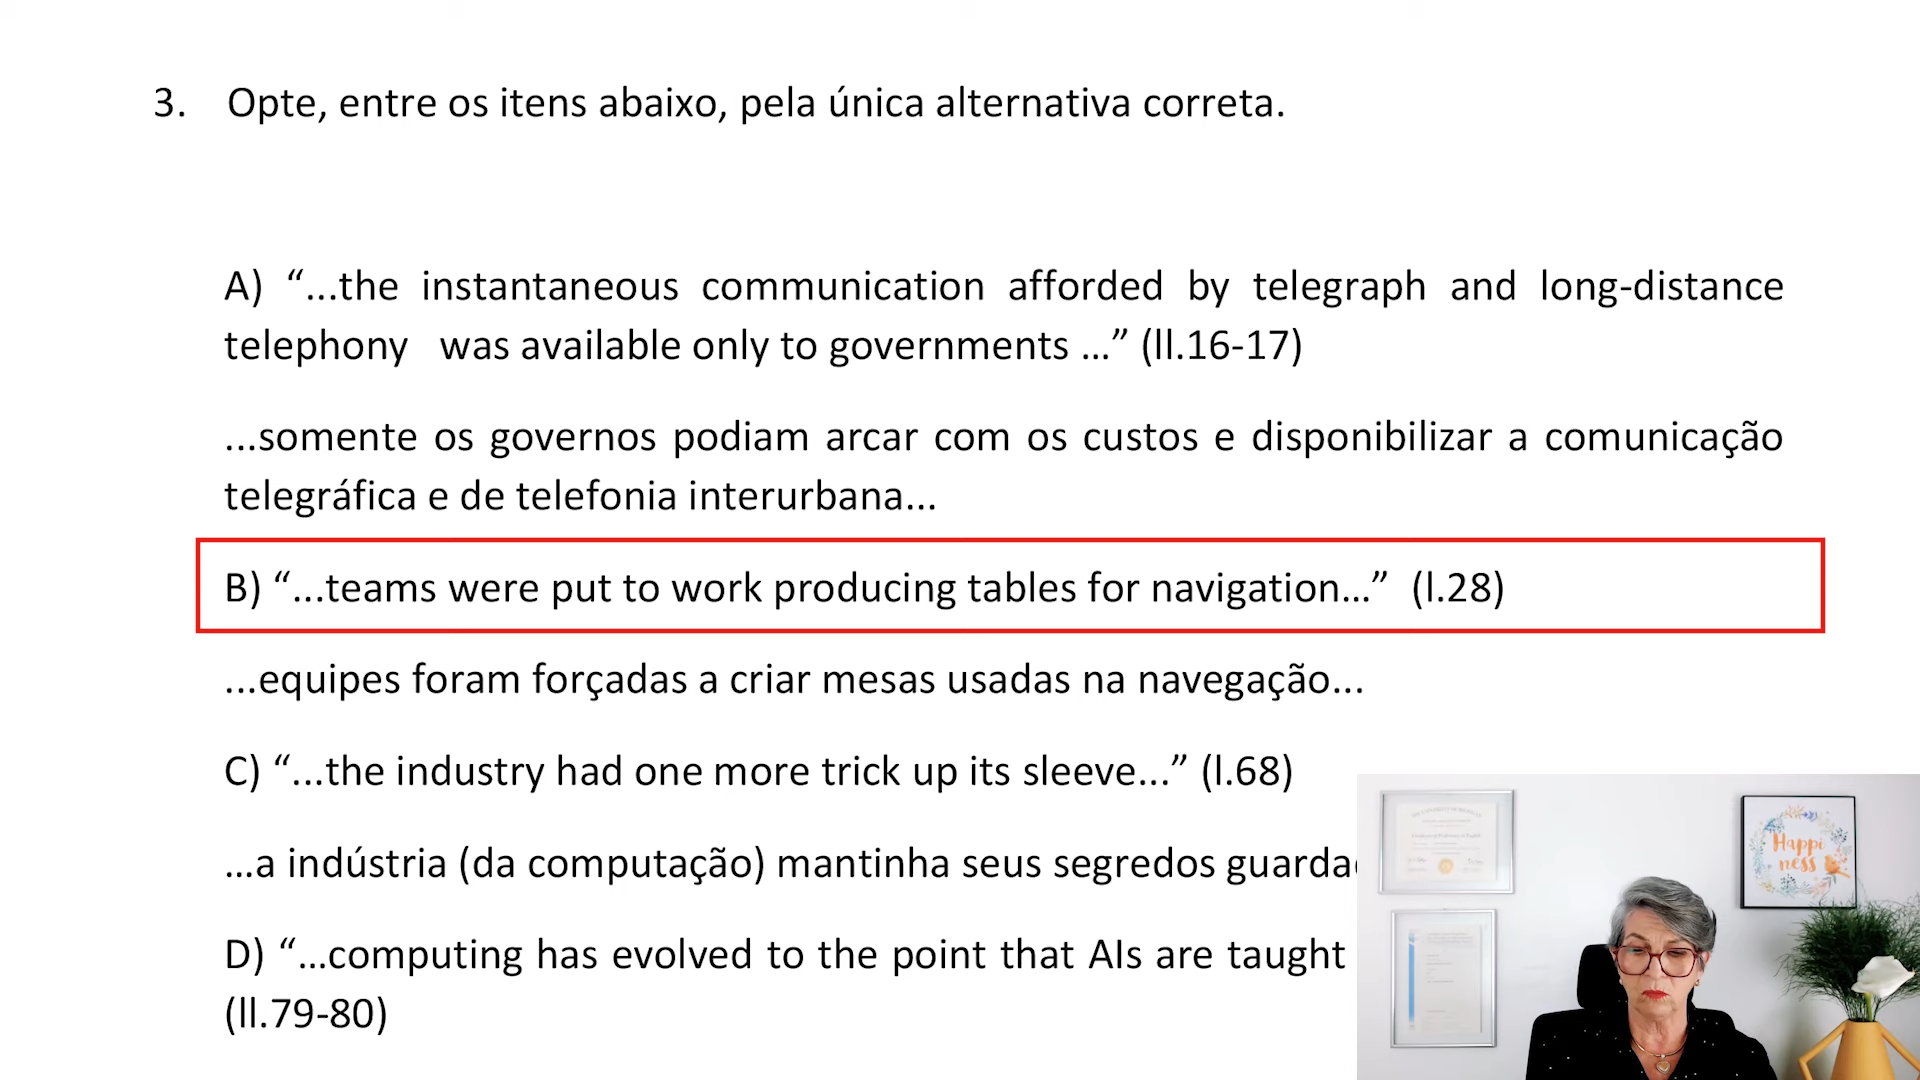 3. Opte, entre os itens abaixo, pela única alternativa correta.
A) “...the instantaneous communication afforded by telegraph and long-distance
telephony was available only to governments ...” (ll.16-17)
...somente os governos podiam arcar com os custos e disponibilizar a comunicação
telegráfica e de telefonia interurbana...
B) “...teams were put to work producing tables for navigation...” (l.28)
...equipes foram forçadas a criar mesas usadas na navegação...
C) “...the industry had one more trick up its sleeve...” (l.68)
...a indústria (da computação) mantinha seus segredos
D) “...computing has evolved to the point that AIs are taught
(ll.79-80)
Happi
ness